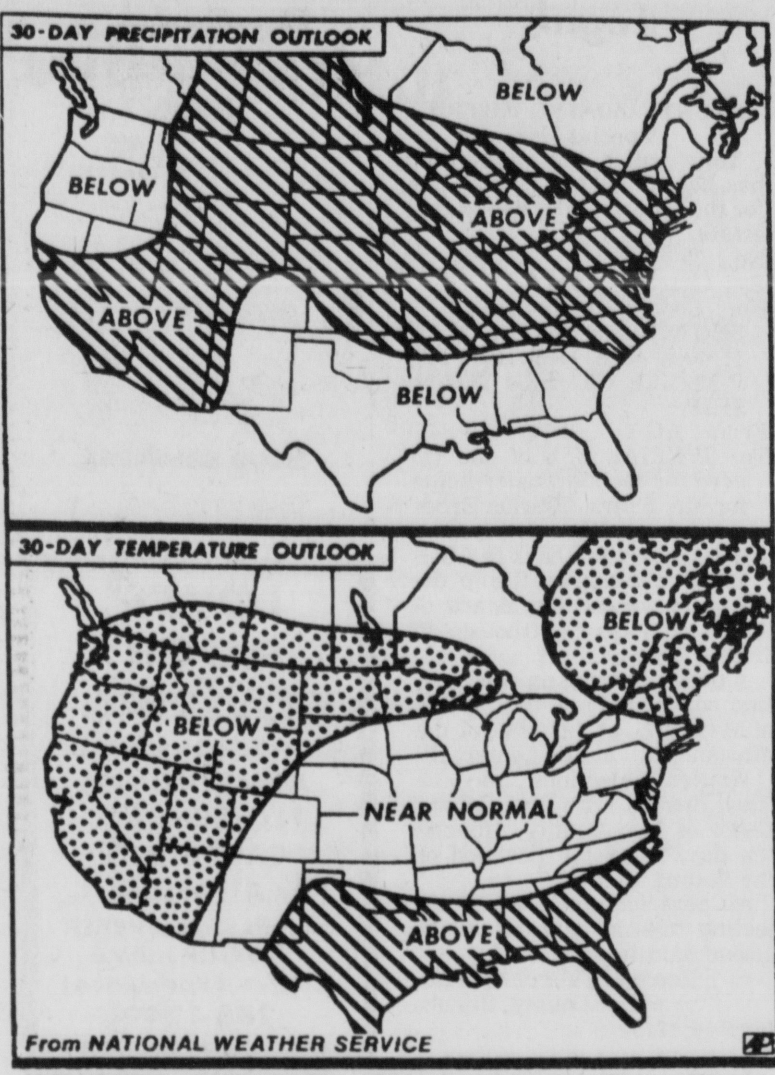 30-DAY PRECIPITATION OUTLOOK
BELOW
BELOW
ABOVE
ABOVE
BELOW
30-DAY TEMPERATURE OUTLOOK
BELOW
BELOW
NEAR NORMAL
ABOVE
From NATIONAL WEATHER SERVICE
AP